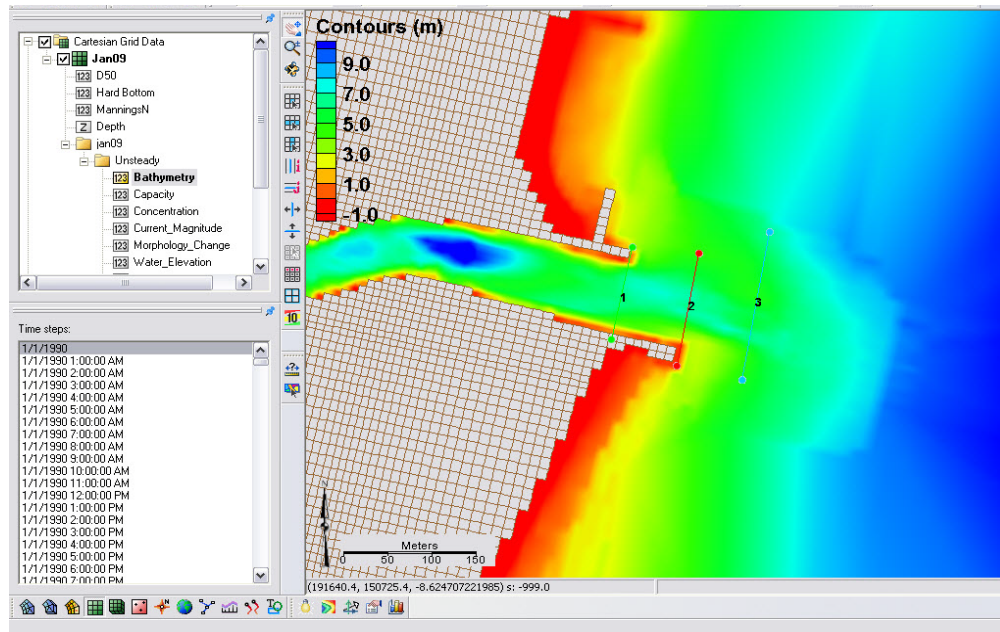 Cartesian Grid Data
Jan09
123 D50
123 Hard Bottom
123 ManningsN
Z Depth
jan09
Unsteady
123 Bathymetry
123 Capacity
123 Concentration
123 Current_Magnitude
123 Morphology_Change
123 Water_Elevation
Time steps:
1/1/1990
1/1/1990 1:00:00 AM
1/1/1990 2:00:00 AM
1/1/1990 3:00:00 AM
1/1/1990 4:00:00 AM
1/1/1990 5:00:00 AM
1/1/1990 6:00:00 AM
1/1/1990 7:00:00 AM
1/1/1990 8:00:00 AM
1/1/1990 9:00:00 AM
1/1/1990 10:00:00 AM
1/1/1990 11:00:00 AM
1/1/1990 12:00:00 PM
1/1/1990 1:00:00 PM
1/1/1990 2:00:00 PM
1/1/1990 3:00:00 PM
1/1/1990 4:00:00 PM
1/1/1990 5:00:00 PM
1/1/1990 6:00:00 PM
1/1/1990 7:00:00 PM
i
j
10
Contours (m)
9.0
7.0
5.0
3.0
1.0
-1.0
1
2
3
N
Meters
0 50 100 150
(191640.4, 150725.4, -8.624707221985) s: -999.0